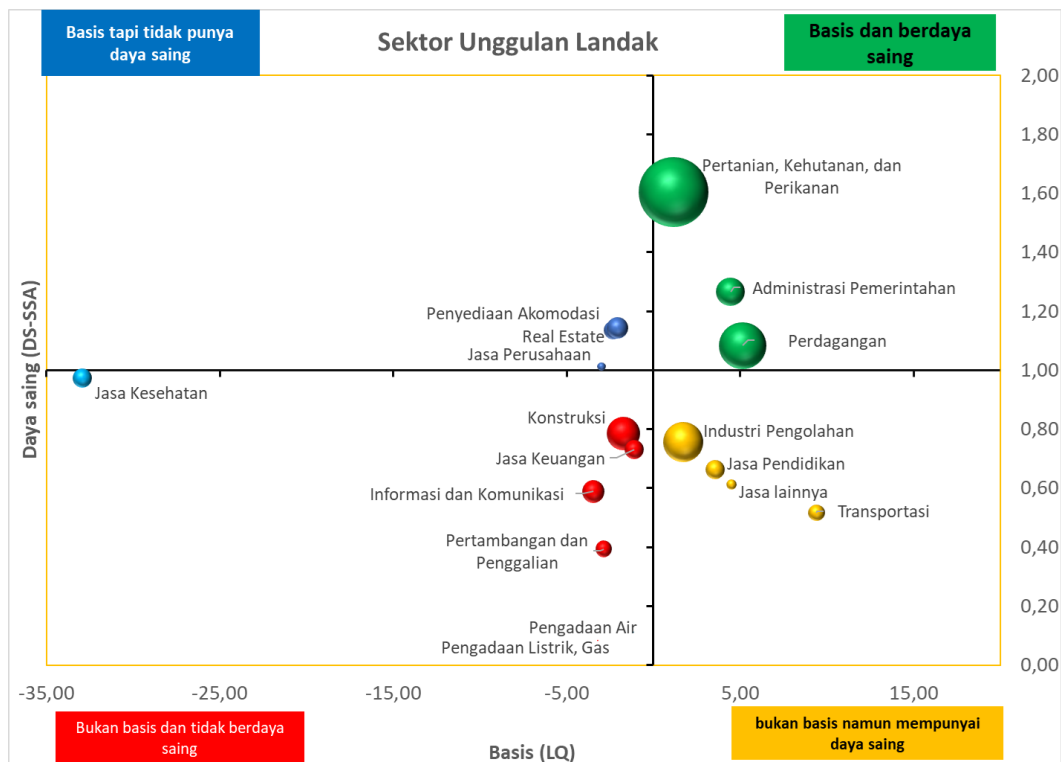 Basis tapi tidak punya
daya saing
Sektor Unggulan Landak
Basis dan berdaya
saing
2,00
1,80
1,60
1,40
1,20
1,00
0,80
0,60
0,40
0,20
0,00
Daya saing (DS-SSA)
Pertanian, Kehutanan, dan
Perikanan
Administrasi Pemerintahan
Perdagangan
Penyediaan Akomodasi
Real Estate
Jasa Perusahaan
Jasa Kesehatan
Konstruksi
Jasa Keuangan
Informasi dan Komunikasi
Pertambangan dan
Penggalian
Pengadaan Air
Pengadaan Listrik, Gas
Industri Pengolahan
Jasa Pendidikan
Jasa lainnya
Transportasi
-35,00
-25,00
-15,00
-5,00
5,00
15,00
Bukan basis dan tidak berdaya
saing
Basis (LQ)
bukan basis namun mempunyai
daya saing